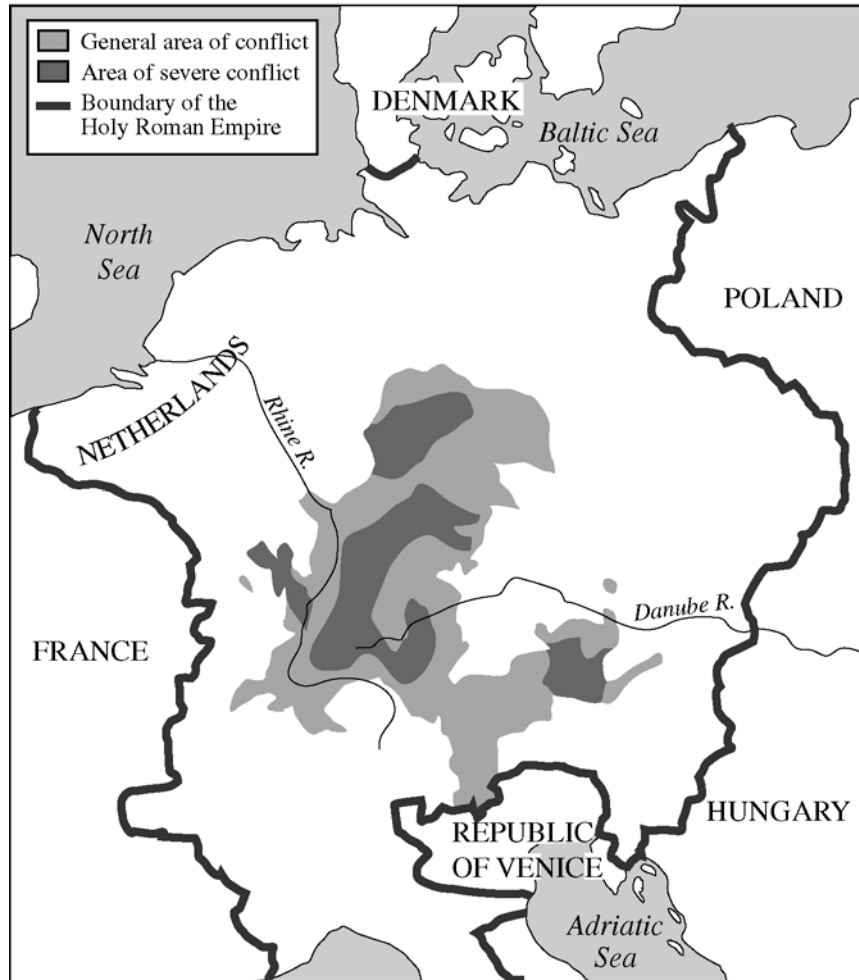 General area of conflict
Area of severe conflict
Boundary of the
Holy Roman Empire
DENMARK
Baltic Sea
North
Sea
POLAND
NETHERLANDS
Rhine R.
Danube R.
FRANCE
HUNGARY
REPUBLIC
OF VENICE
Adriatic
Sea